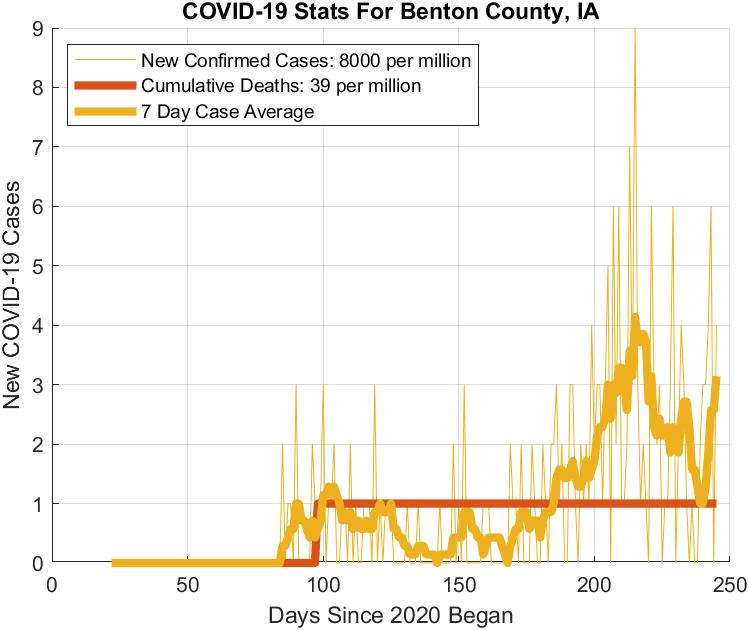 COVID-19 Stats For Benton County, IA
New Confirmed Cases: 8000 per million
Cumulative Deaths: 39 per million
7 Day Case Average
New COVID-19 Cases
9
8
7
6
5
4
3
2
1
0
0 50 100 150 200 250
Days Since 2020 Began